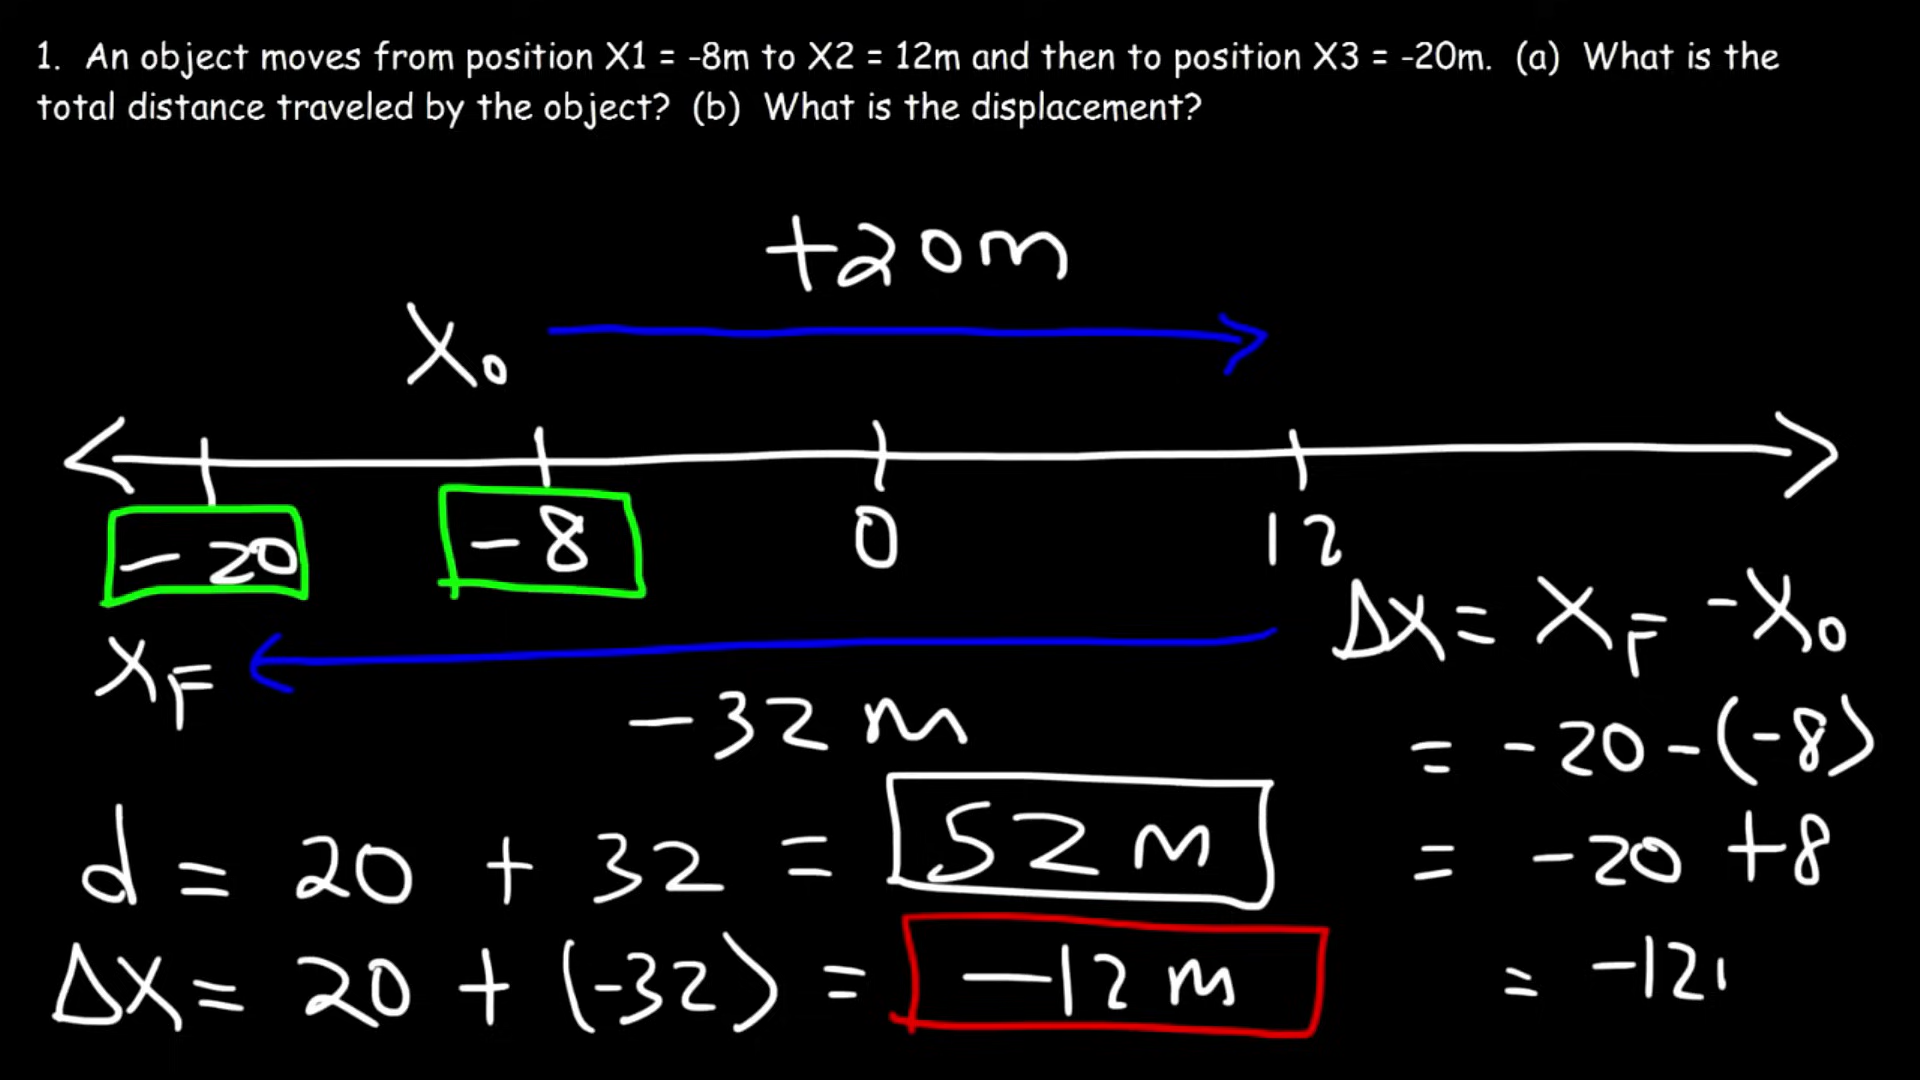 1. An object moves from position X1 = -8m to X2 = 12m and then to position X3 = -20m. (a) What is the
total distance traveled by the object? (b) What is the displacement?
+20m
X₀
-20 -8 0 12
X_F
-32 m
Δx = X_F - X₀
= -20 - (-8)
= -20 + 8
= -12
d = 20 + 32 = 52 m
Δx = 20 + (-32) = -12 m